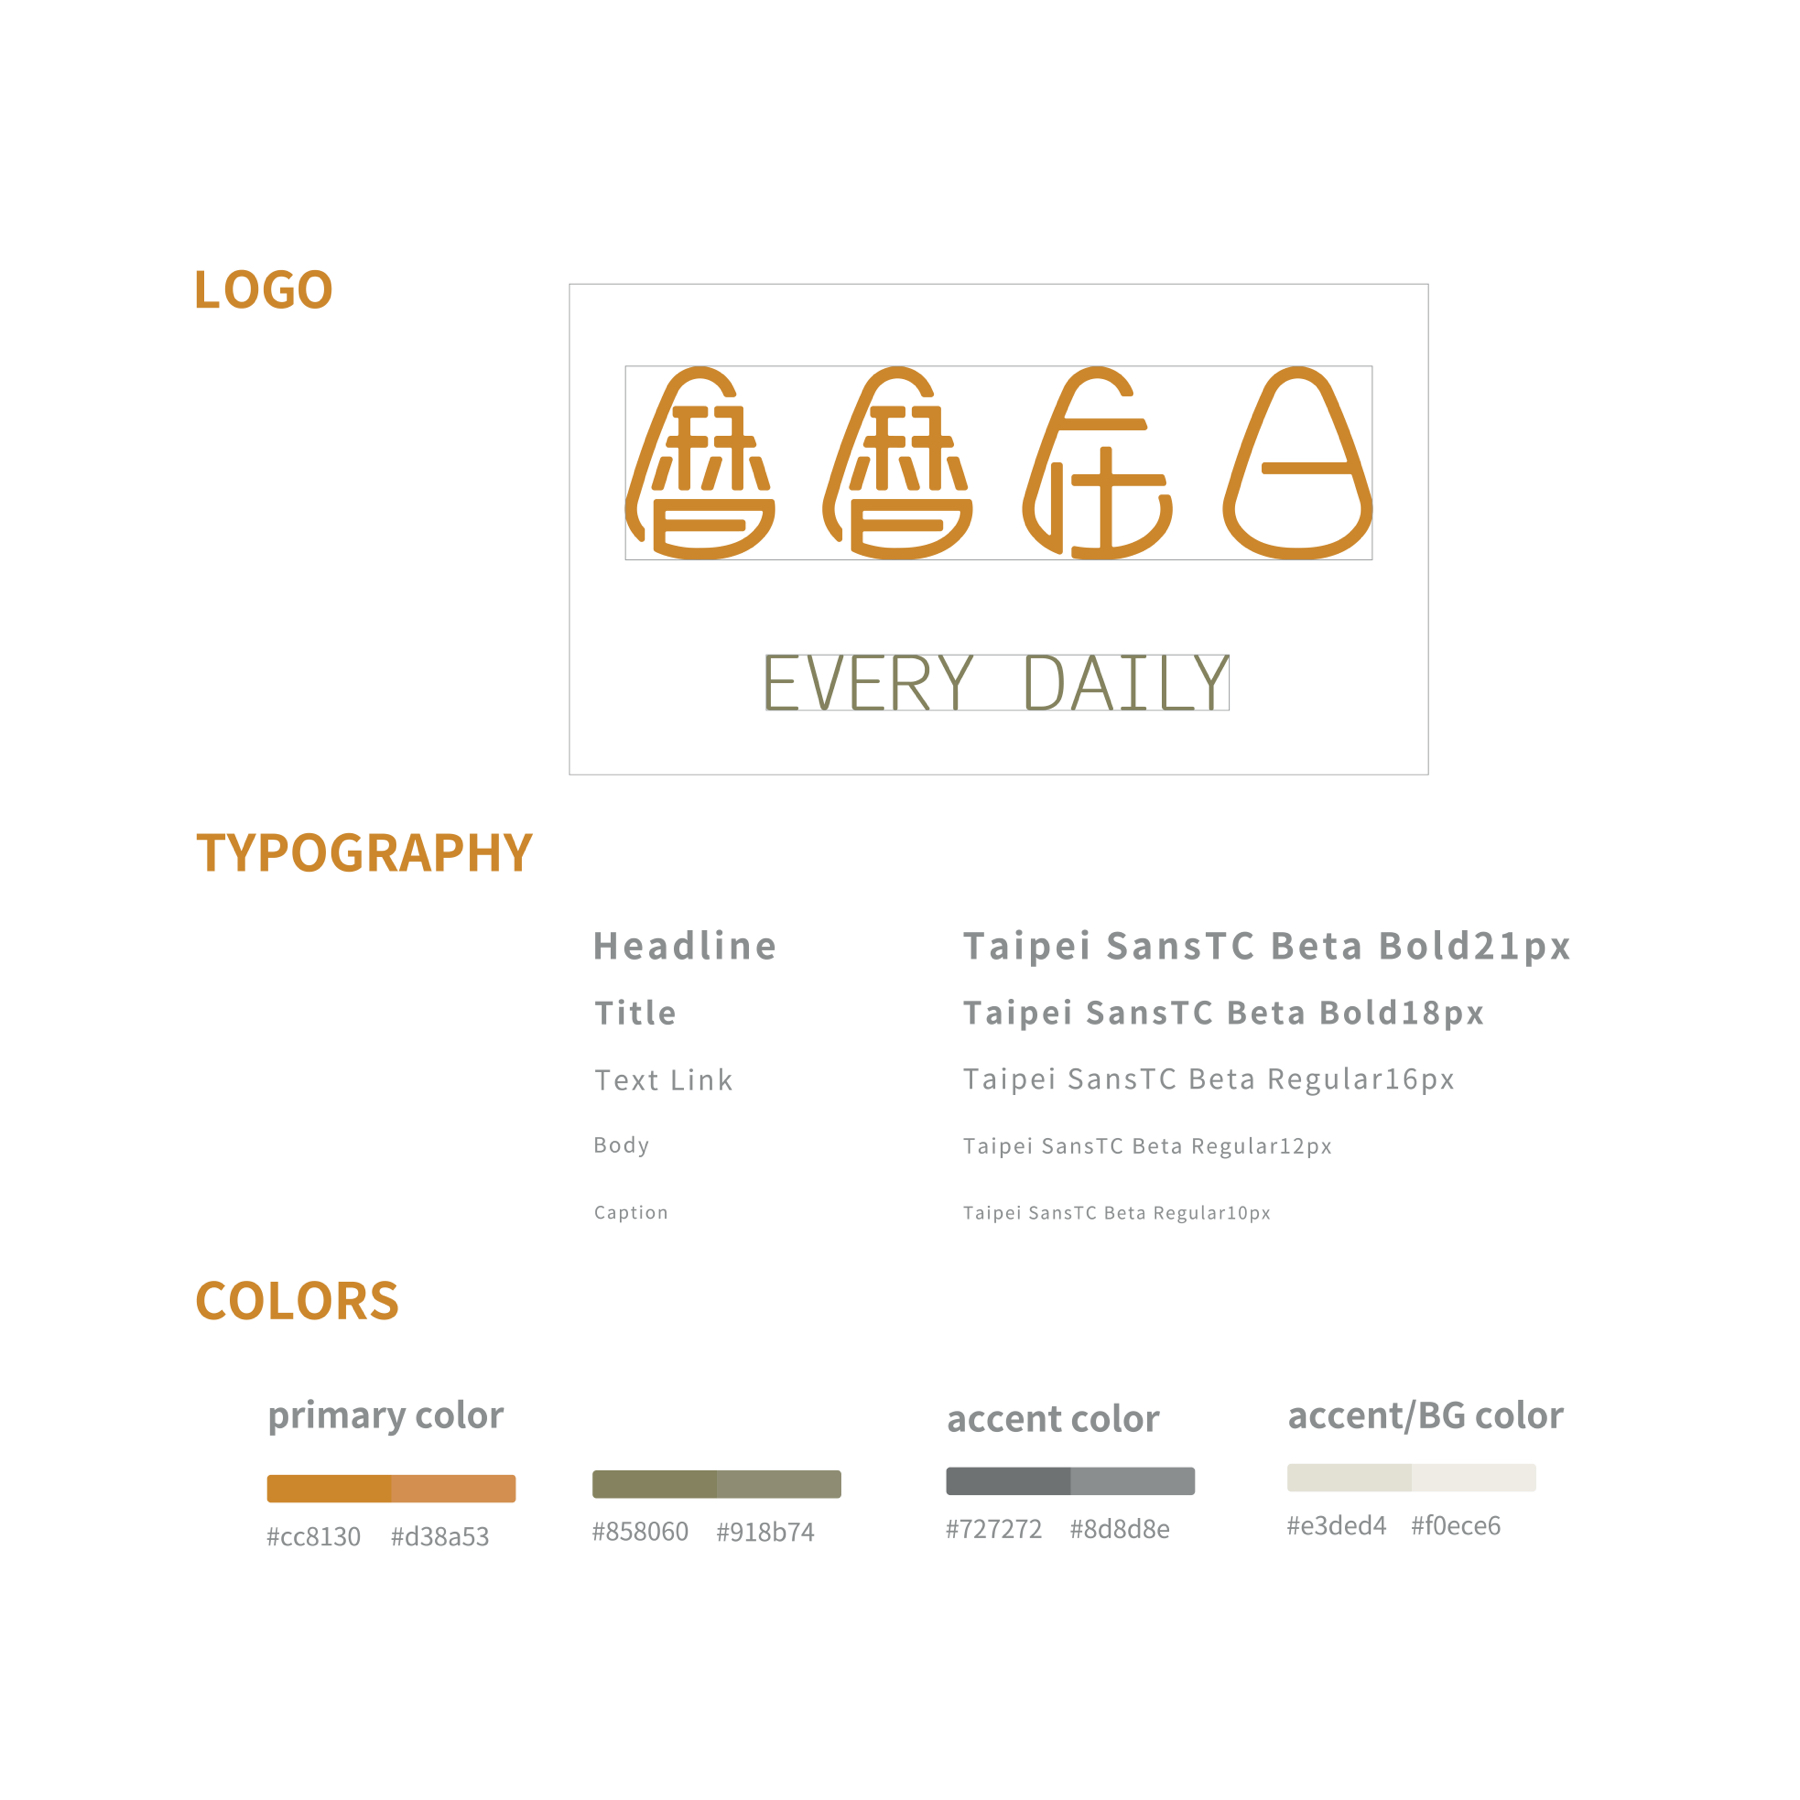 LOGO
曆曆在日
EVERY DAILY
TYPOGRAPHY
Headline Taipei SansTC Beta Bold21px
Title Taipei SansTC Beta Bold18px
Text Link Taipei SansTC Beta Regular16px
Body Taipei SansTC Beta Regular12px
Caption Taipei SansTC Beta Regular10px
COLORS
primary color accent color accent/BG color
#cc8130 #d38a53 #858060 #918b74 #727272 #8d8d8e #e3ded4 #f0ece6